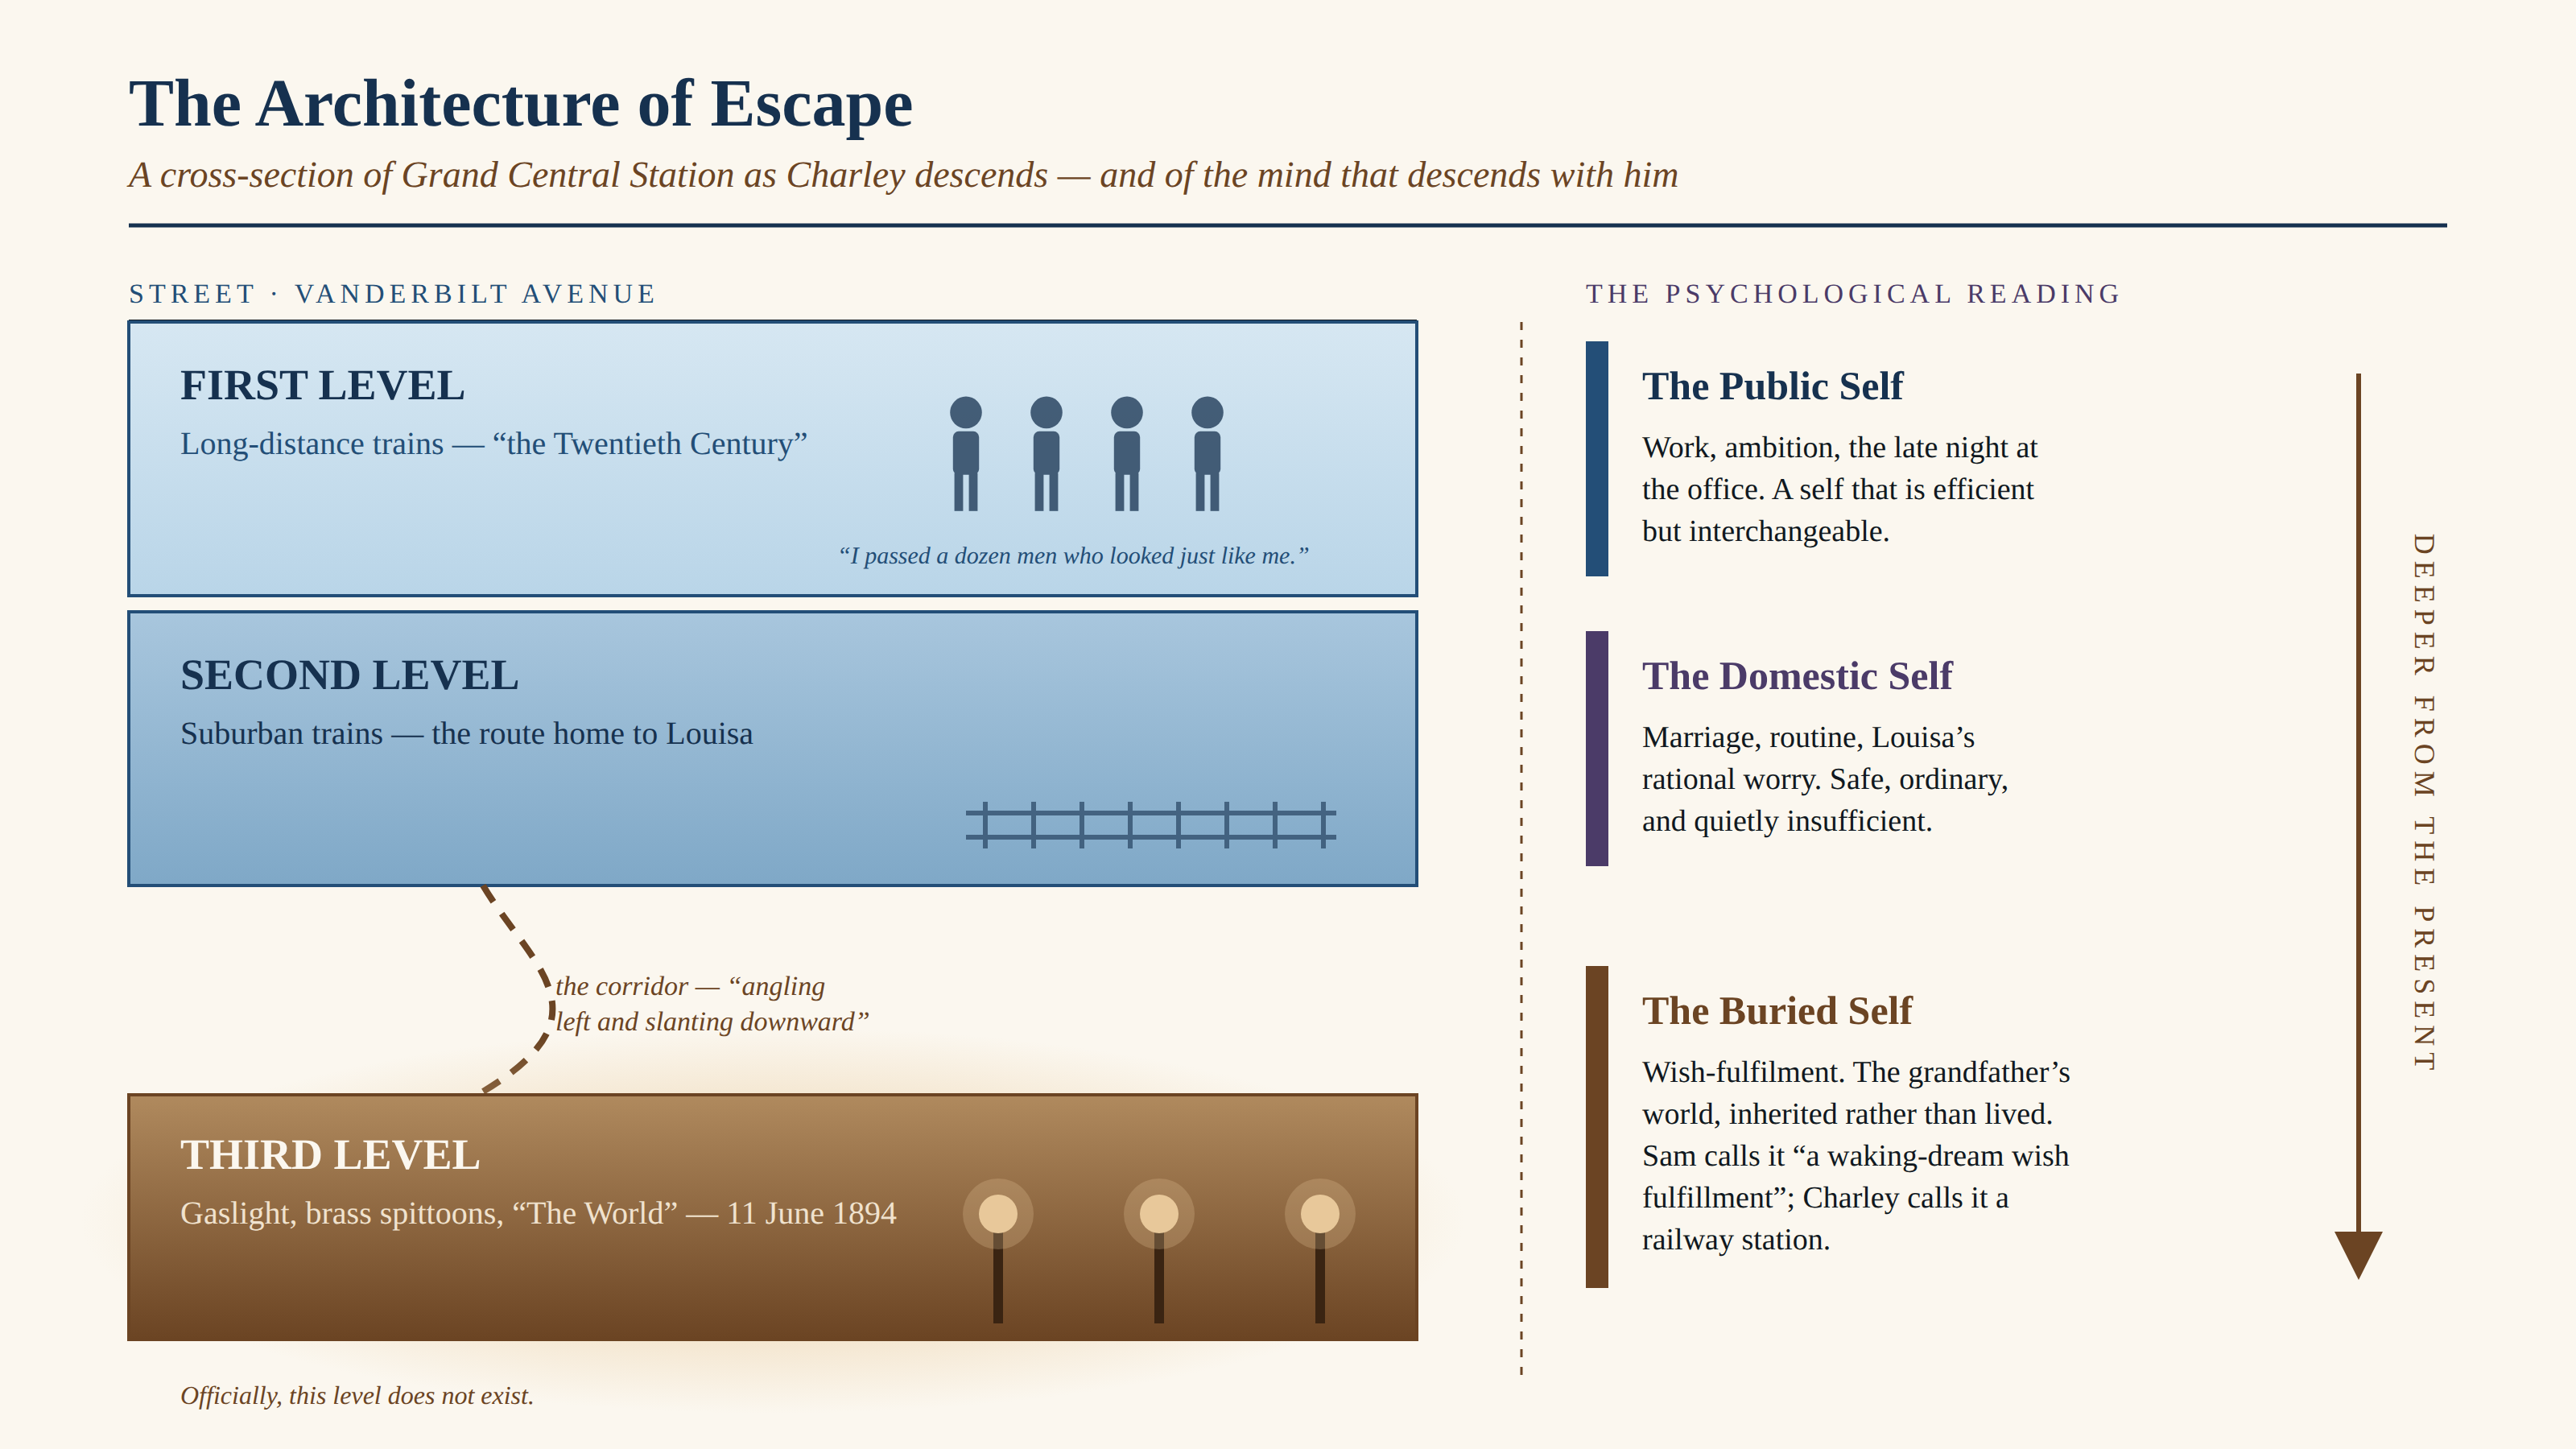 The Architecture of Escape
A cross-section of Grand Central Station as Charley descends — and of the mind that descends with him
STREET · VANDERBILT AVENUE
FIRST LEVEL
Long-distance trains — “the Twentieth Century”
“I passed a dozen men who looked just like me.”
SECOND LEVEL
Suburban trains — the route home to Louisa
the corridor — “angling
left and slanting downward”
THIRD LEVEL
Gaslight, brass spittoons, “The World” — 11 June 1894
Officially, this level does not exist.
THE PSYCHOLOGICAL READING
The Public Self
Work, ambition, the late night at
the office. A self that is efficient
but interchangeable.
The Domestic Self
Marriage, routine, Louisa’s
rational worry. Safe, ordinary,
and quietly insufficient.
The Buried Self
Wish-fulfilment. The grandfather’s
world, inherited rather than lived.
Sam calls it “a waking-dream wish
fulfillment”; Charley calls it a
railway station.
DEEPER FROM THE PRESENT